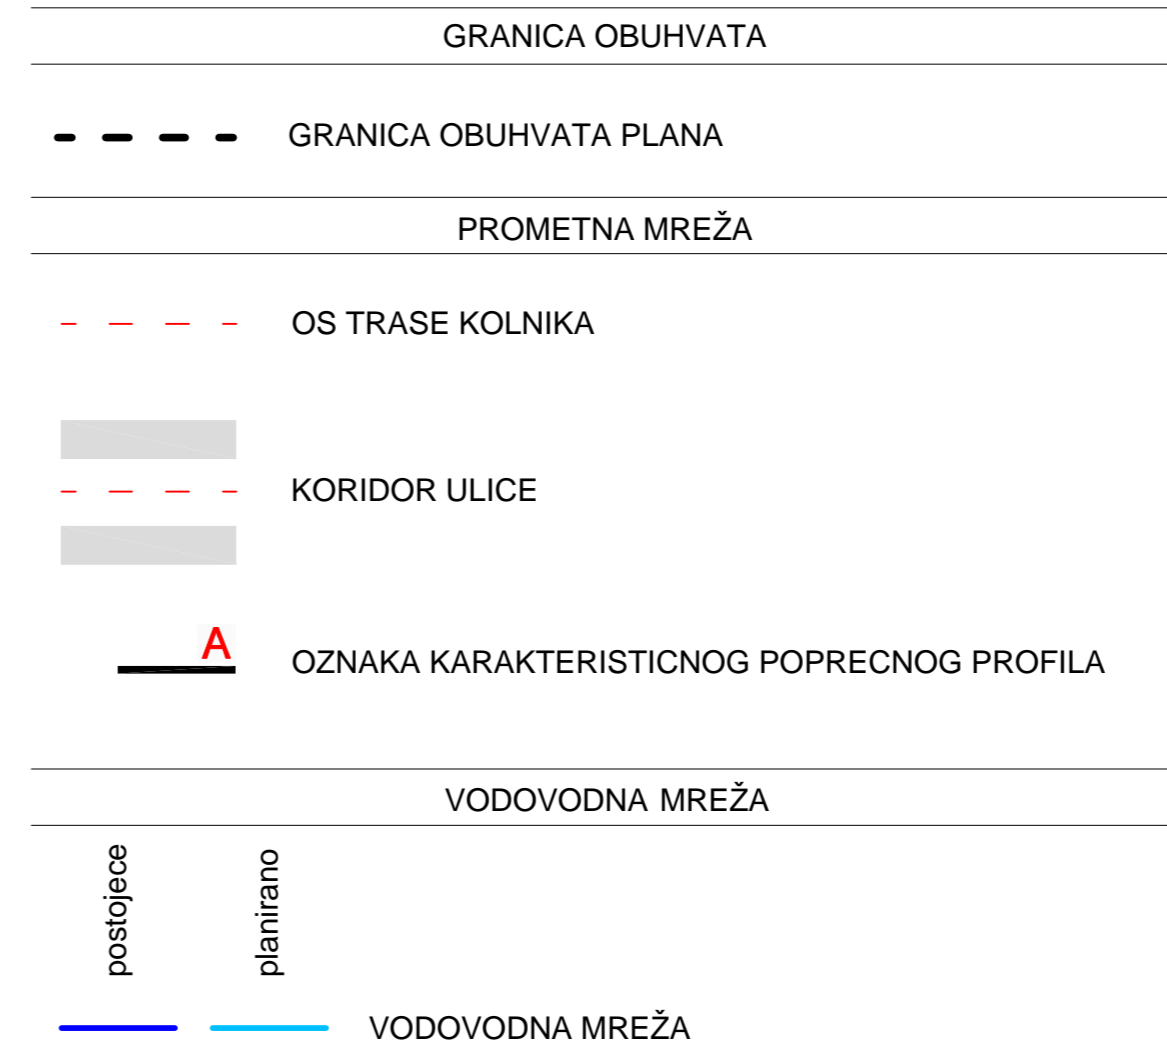 GRANICA OBUHVATA
GRANICA OBUHVATA PLANA
PROMETNA MREŽA
OS TRASE KOLNIKA
KORIDOR ULICE
A
OZNAKA KARAKTERISTICNOG POPRECNOG PROFILA
VODOVODNA MREŽA
postojece
planirano
VODOVODNA MREŽA